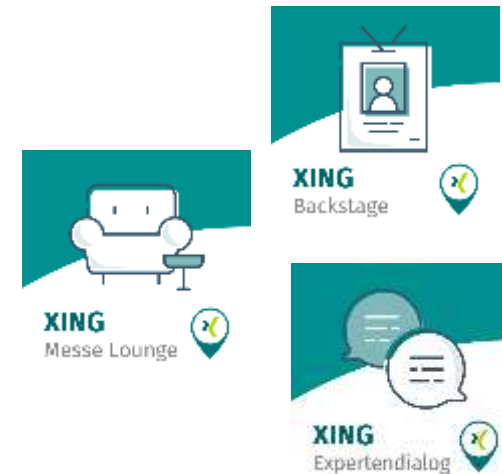 XING
Backstage
XING
Messe Lounge
XING
Expertendialog